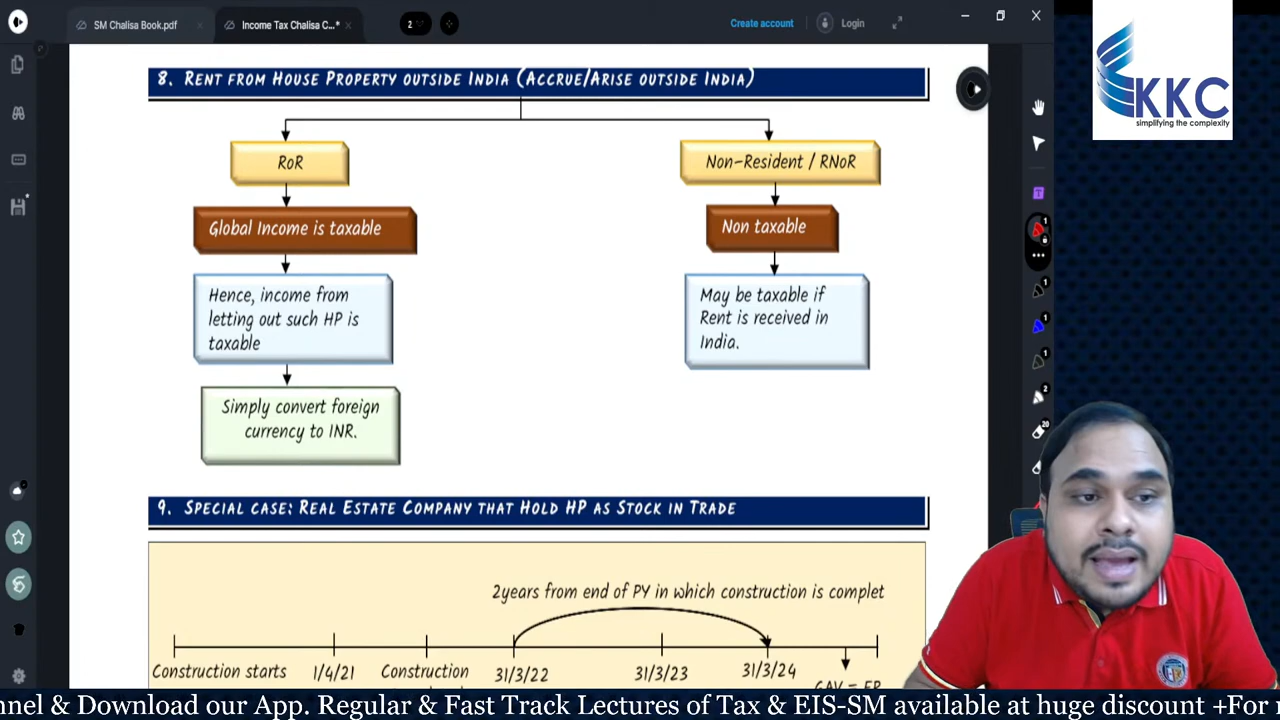 SM Chalisa Book.pdf
Income Tax Chalisa C...*
2
Create account
Login
KKC
simplifying the complexity
8. RENT FROM HOUSE PROPERTY OUTSIDE INDIA (ACCRUE/ARISE OUTSIDE INDIA)
RoR
Non-Resident / RNoR
Global Income is taxable
Non taxable
Hence, income from
letting out such HP is
taxable
May be taxable if
Rent is received in
India.
Simply convert foreign
currency to INR.
9. SPECIAL CASE: REAL ESTATE COMPANY THAT HOLD HP AS STOCK IN TRADE
2years from end of PY in which construction is complet
Construction starts
1/4/21
Construction
31/3/22
31/3/23
31/3/24
GAV = ER
nnel & Download our App. Regular & Fast Track Lectures of Tax & EIS-SM available at huge discount +For